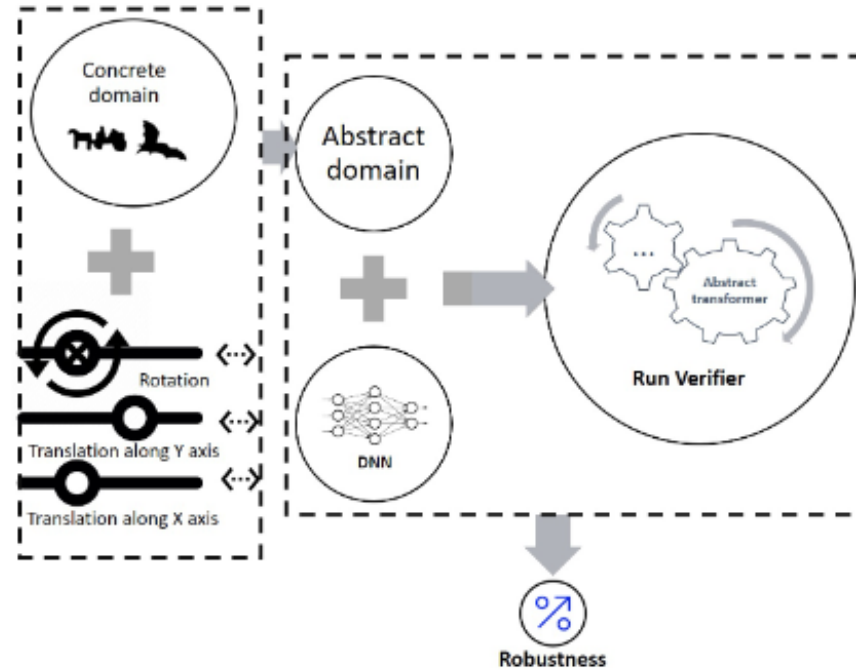 Concrete
domain
Abstract
domain
...
Abstract
transformer
Run Verifier
Rotation
<...>
Translation along Y axis
<...>
Translation along X axis
<...>
DNN
Robustness